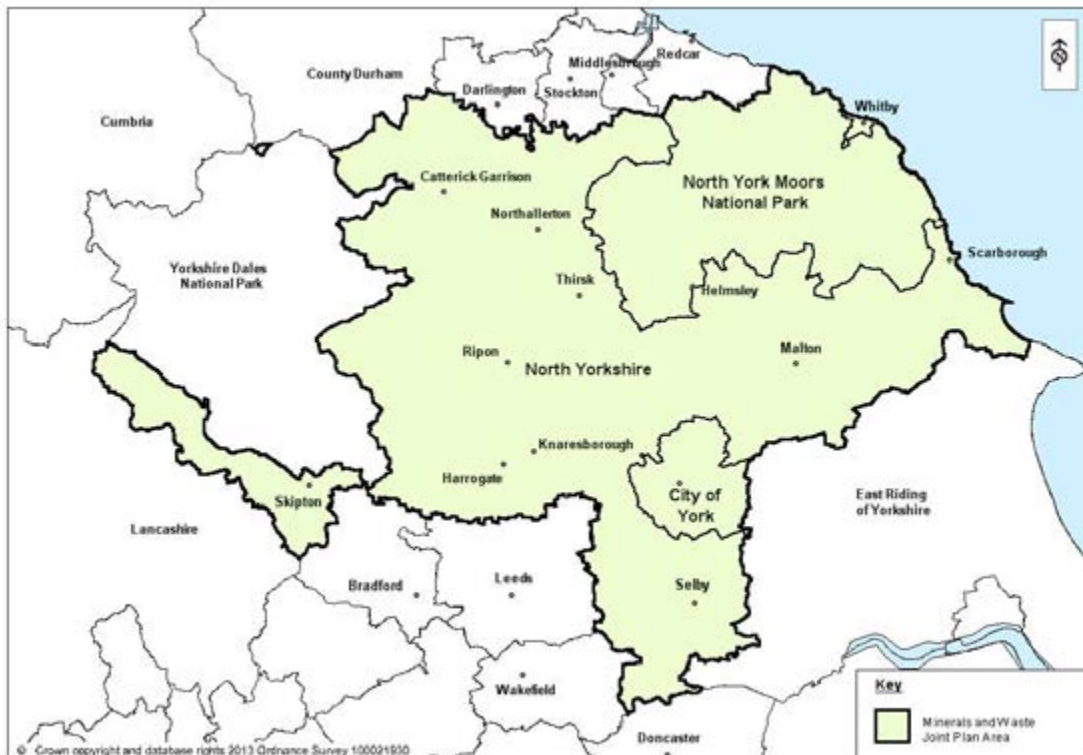 Redcar
Middlesbrough
County Durham
Stockton
Darlington
Cumbria
Whitby
Catterick Garrison
North York Moors
National Park
Northallerton
Scarborough
Yorkshire Dales
National Park
Thirsk
Helmsley
Ripon
North Yorkshire
Malton
Knaresborough
Harrogate
Skipton
City of
York
East Riding
of Yorkshire
Lancashire
Bradford
Leeds
Selby
Wakefield
Doncaster
Key
Minerals and Waste
Joint Plan Area
© Crown copyright and database rights 2013 Ordnance Survey 100021930